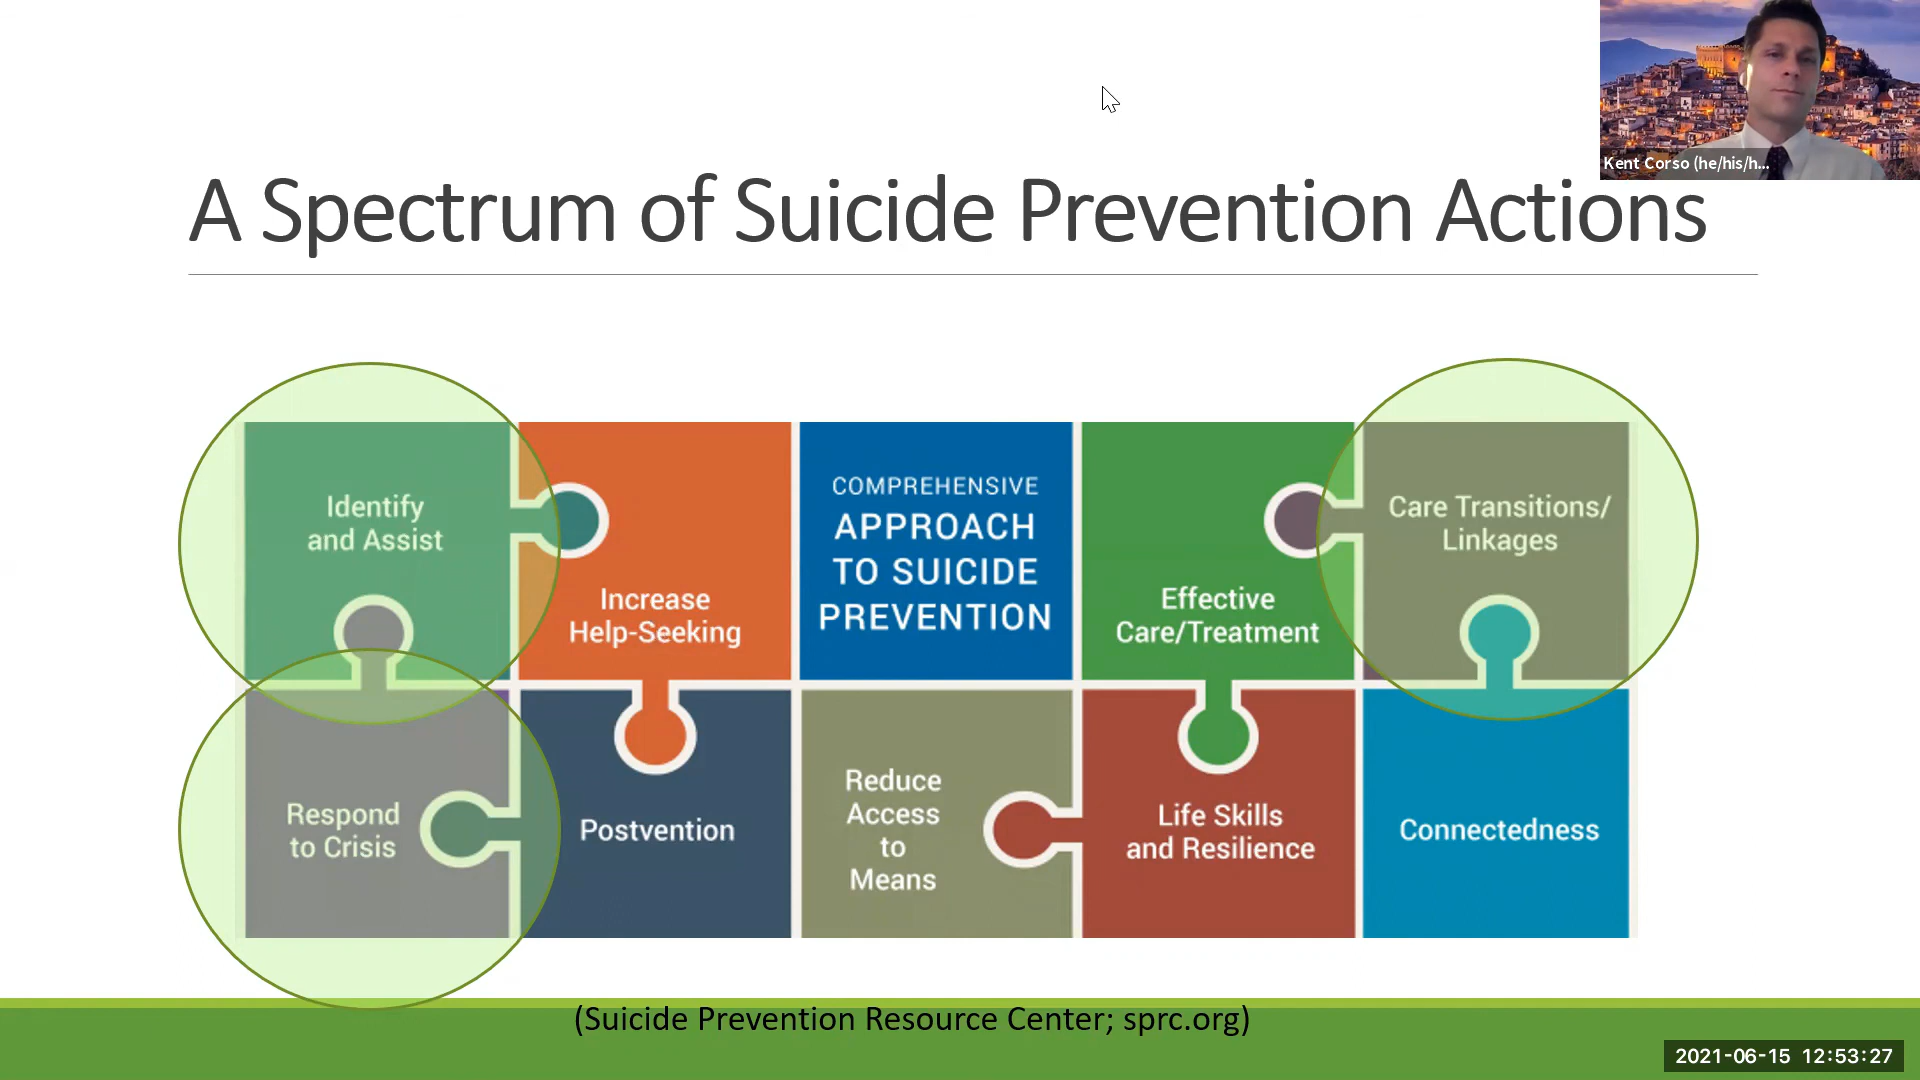 Kent Corso (he/his/h...
A Spectrum of Suicide Prevention Actions
Identify
and Assist
Increase
Help-Seeking
COMPREHENSIVE
APPROACH
TO SUICIDE
PREVENTION
Effective
Care/Treatment
Care Transitions/
Linkages
Respond
to Crisis
Postvention
Reduce
Access
to
Means
Life Skills
and Resilience
Connectedness
(Suicide Prevention Resource Center; sprc.org)
2021-06-15 12:53:27